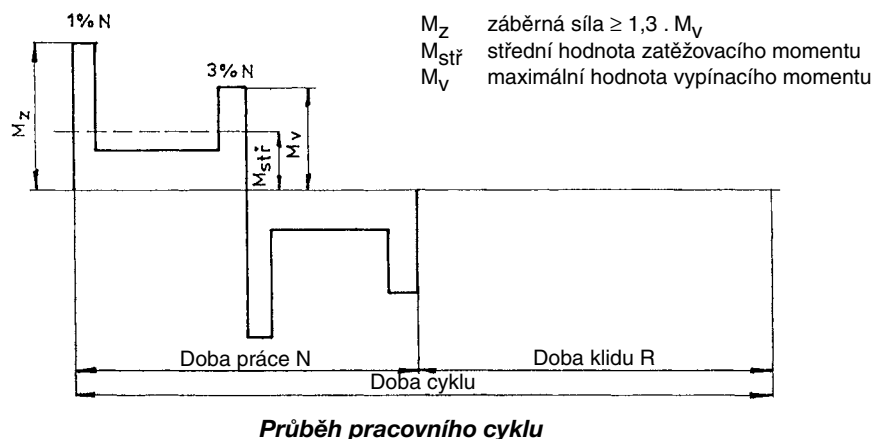 1% N
3% N
M_Z záběrná síla ≥ 1,3 . M_V
M_stř střední hodnota zatěžovacího momentu
M_V maximální hodnota vypínacího momentu
M_Z
M_stř
M_V
Doba práce N
Doba klidu R
Doba cyklu
Průběh pracovního cyklu